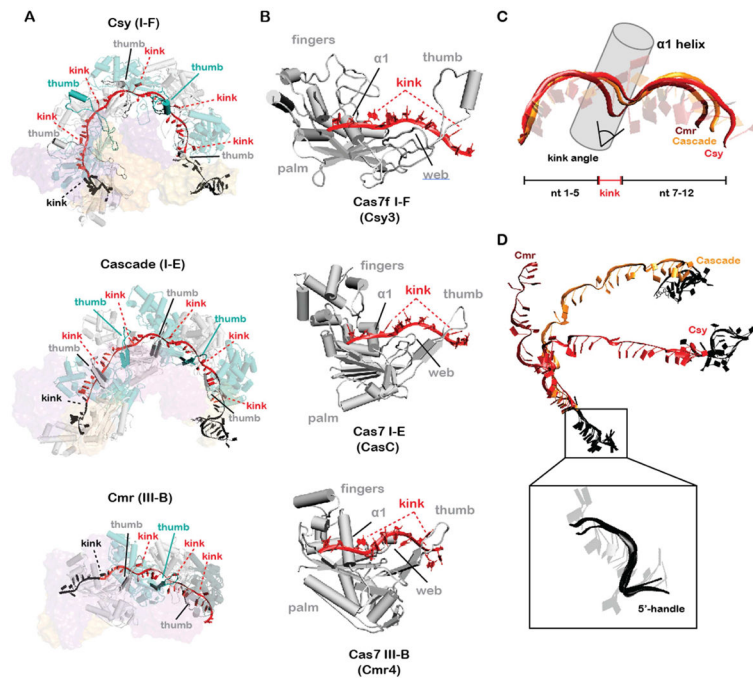 A
Csy (I-F)
thumb
kink
thumb
thumb
kink
kink
kink
thumb
thumb
kink
kink
Cascade (I-E)
thumb
kink
thumb
kink
kink
thumb
kink
kink
kink
thumb
Cmr (III-B)
thumb
thumb
kink
kink
kink
kink
thumb
B
fingers
α1
thumb
kink
palm
web
Cas7f I-F
(Csy3)
fingers
α1
kink
thumb
web
palm
Cas7 I-E
(CasC)
fingers
α1
kink
thumb
web
palm
Cas7 III-B
(Cmr4)
C
α1 helix
Cmr
Cascade
Csy
kink angle
nt 1-5
kink
nt 7-12
D
Cmr
Cascade
Csy
5'-handle